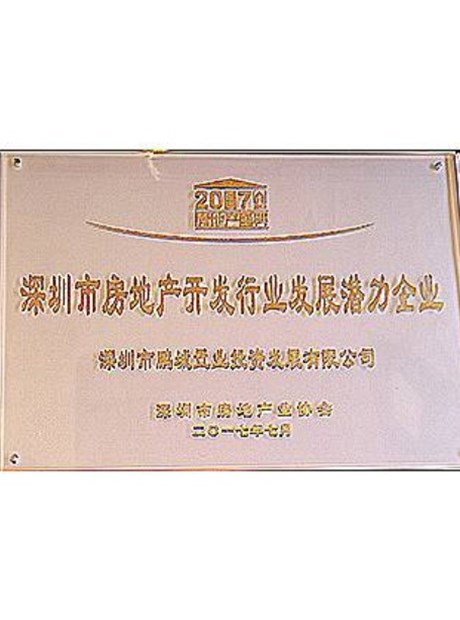 深圳市房地产开发行业发展潜力企业
深圳市鹏城置业投资发展有限公司
深圳市房地产业协会
二〇一七年七月